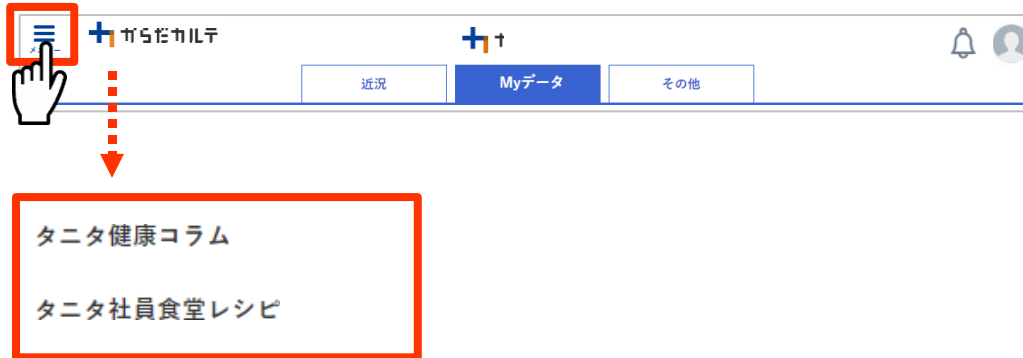 からだカルテ
近況
Myデータ
その他
タニタ健康コラム
タニタ社員食堂レシピ